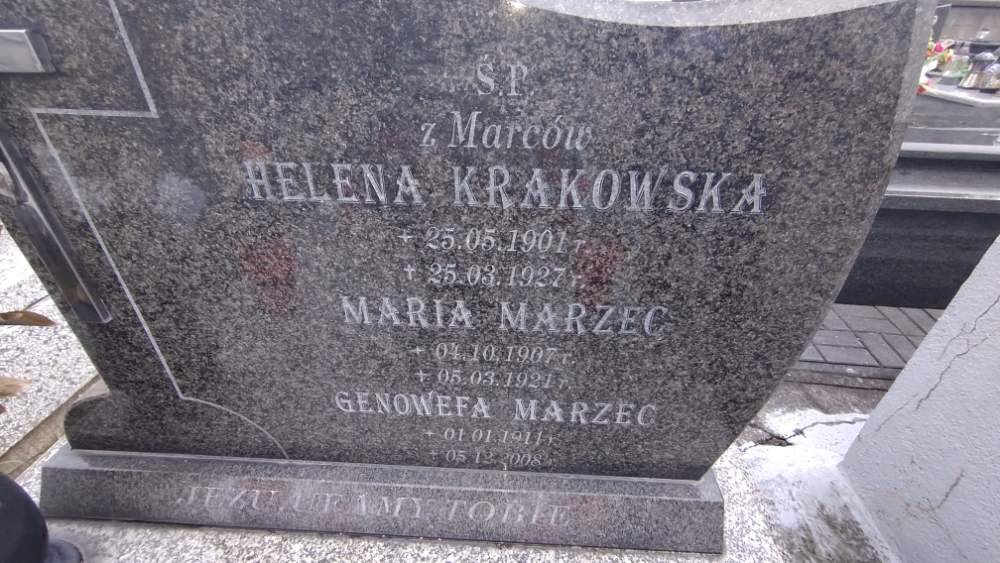 Ś.P.
z Marców
HELENA KRAKOWSKA
+ 25.05.1901 r.
+ 25.03.1927 r.
MARIA MARZEC
+ 04.10.1907 r.
+ 05.03.1921 r.
GENOWEFA MARZEC
+ 01.01.1911 r.
+ 05.12.2008 r.
JEZU, UFAMY TOBIE